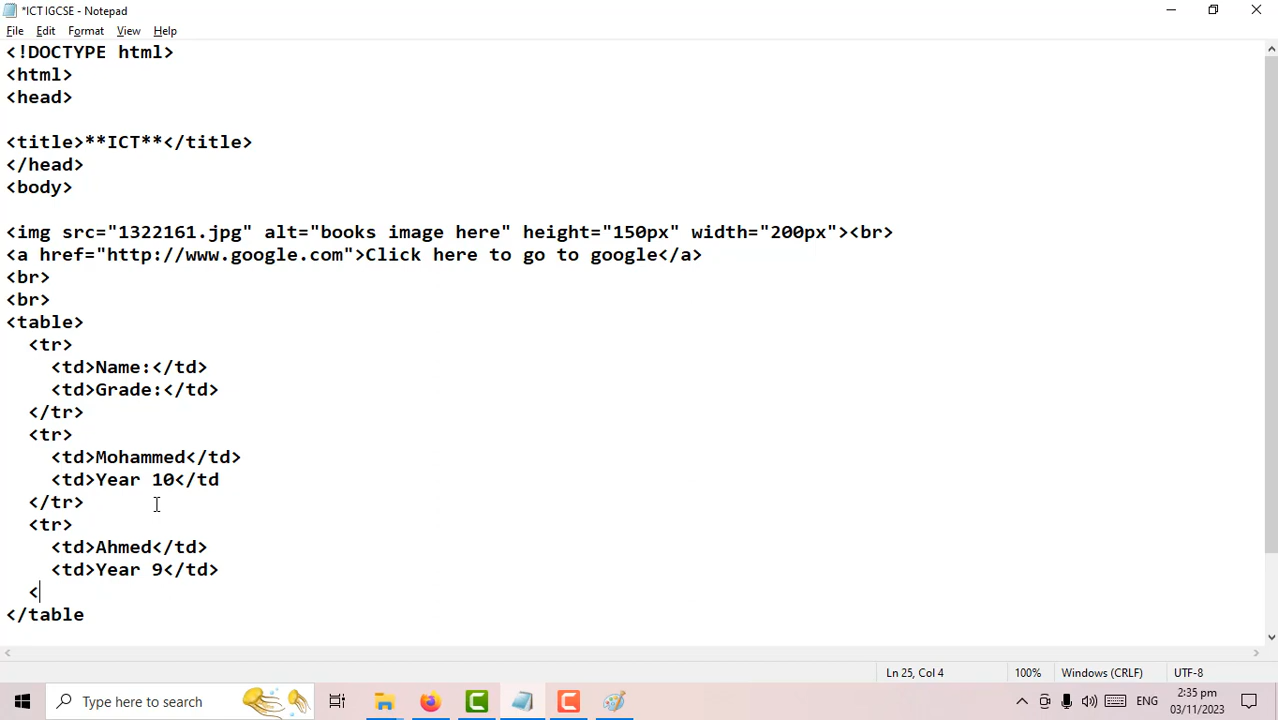 *ICT IGCSE - Notepad
File Edit Format View Help
<!DOCTYPE html>
<html>
<head>
<title>**ICT**</title>
</head>
<body>
<img src="1322161.jpg" alt="books image here" height="150px" width="200px"><br>
<a href="http://www.google.com">Click here to go to google</a>
<br>
<br>
<table>
<tr>
<td>Name:</td>
<td>Grade:</td>
</tr>
<tr>
<td>Mohammed</td>
<td>Year 10</td
</tr>
<tr>
<td>Ahmed</td>
<td>Year 9</td>
<
</table
Ln 25, Col 4 100% Windows (CRLF) UTF-8
Type here to search ENG 2:35 pm
03/11/2023